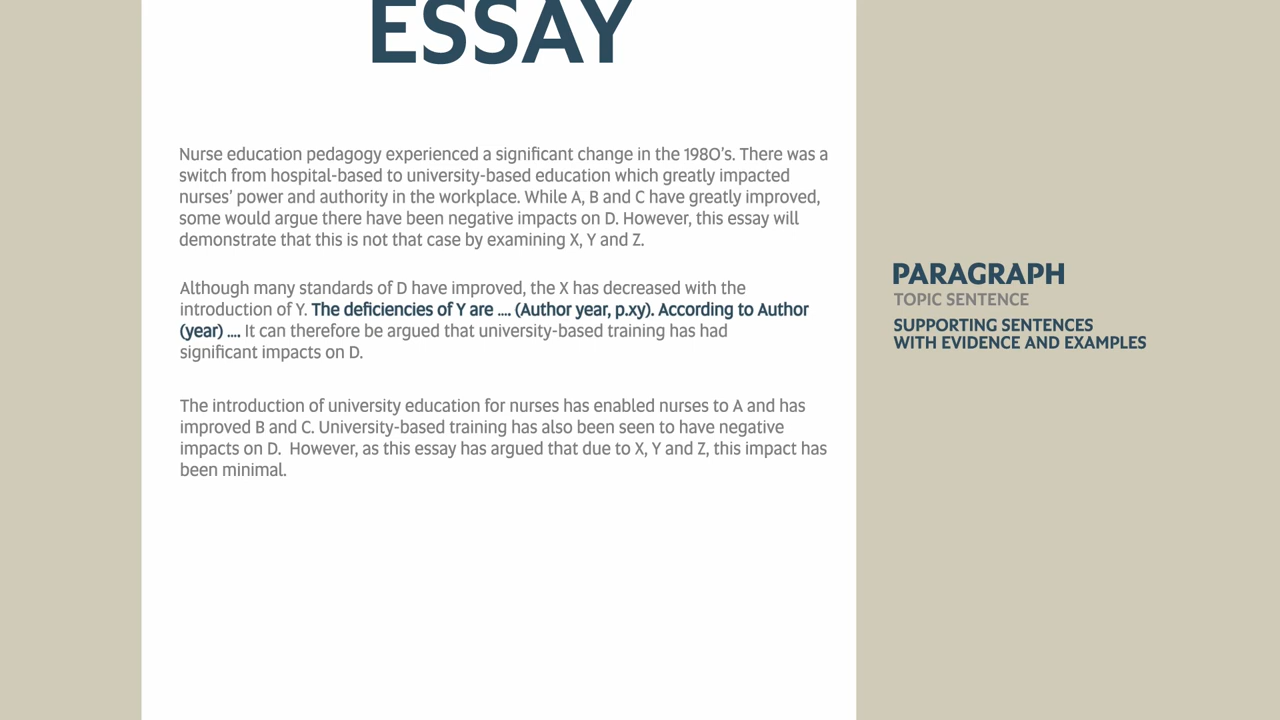 ESSAY
Nurse education pedagogy experienced a significant change in the 1980's. There was a
switch from hospital-based to university-based education which greatly impacted
nurses' power and authority in the workplace. While A, B and C have greatly improved,
some would argue there have been negative impacts on D. However, this essay will
demonstrate that this is not that case by examining X, Y and Z.
Although many standards of D have improved, the X has decreased with the
introduction of Y. The deficiencies of Y are .... (Author year, p.xy). According to Author
(year) .... It can therefore be argued that university-based training has had
significant impacts on D.
The introduction of university education for nurses has enabled nurses to A and has
improved B and C. University-based training has also been seen to have negative
impacts on D.  However, as this essay has argued that due to X, Y and Z, this impact has
been minimal.
PARAGRAPH
TOPIC SENTENCE
SUPPORTING SENTENCES
WITH EVIDENCE AND EXAMPLES